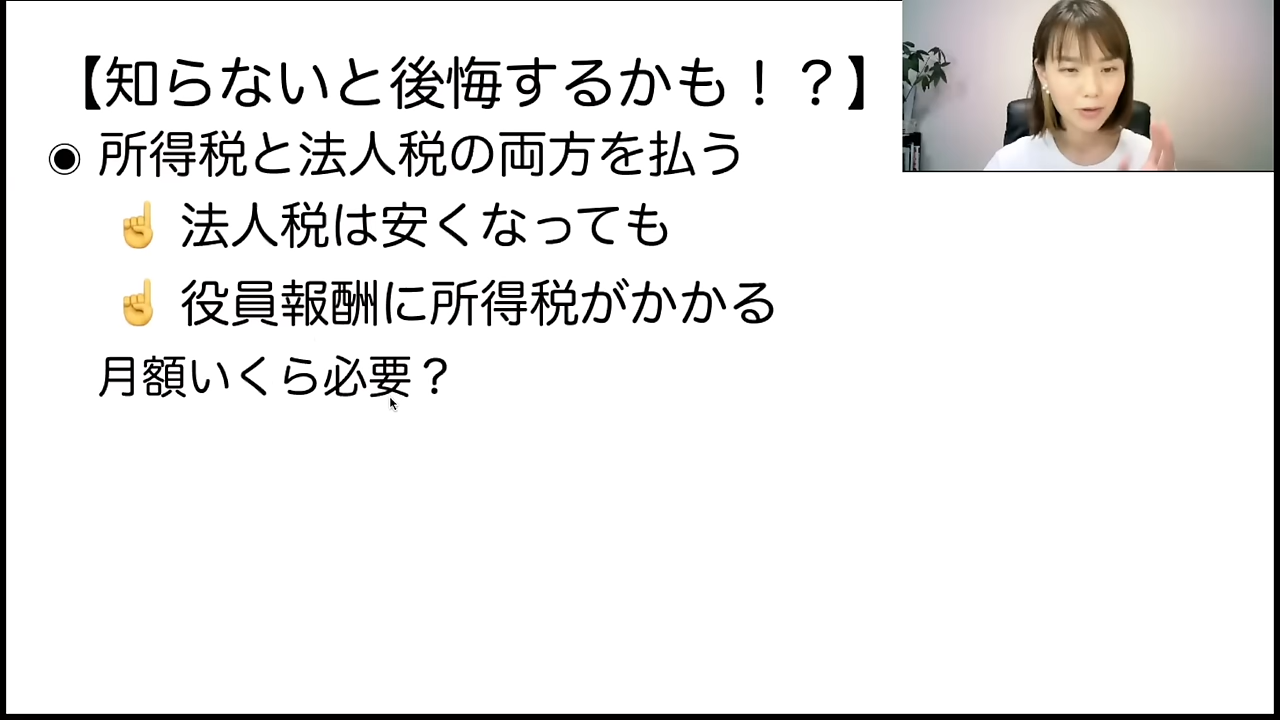 【知らないと後悔するかも！？】
◉ 所得税と法人税の両方を払う
☝ 法人税は安くなっても
☝ 役員報酬に所得税がかかる
月額いくら必要？